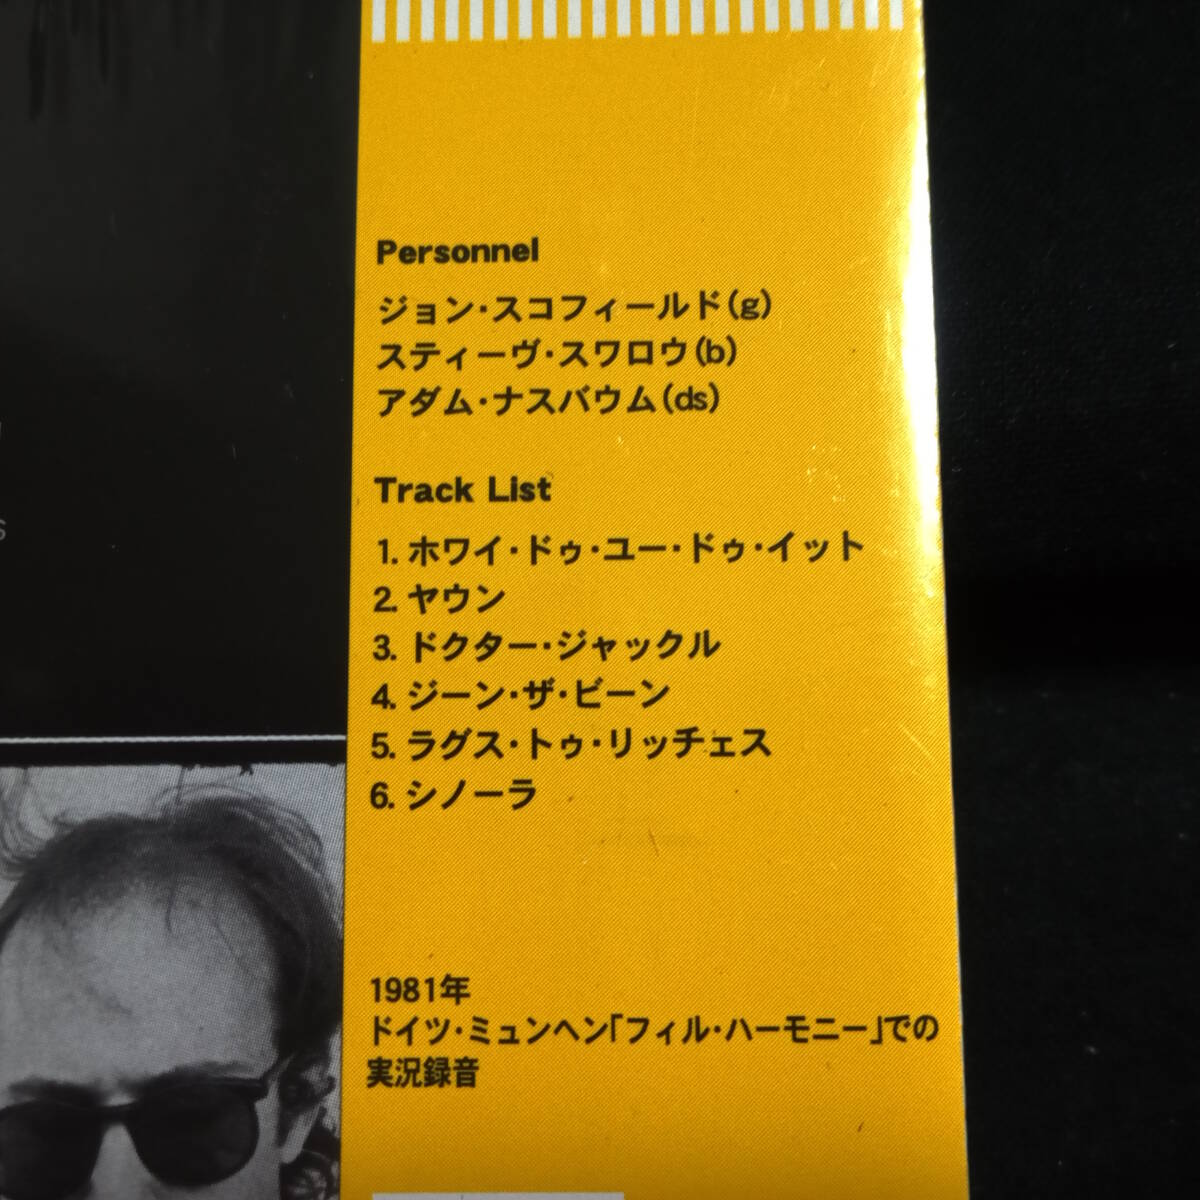 Personnel
ジョン・スコフィールド(g)
スティーヴ・スワロウ(b)
アダム・ナスバウム(ds)
Track List
1. ホワイ・ドゥ・ユー・ドゥ・イット
2. ヤウン
3. ドクター・ジャックル
4. ジーン・ザ・ビーン
5. ラグス・トゥ・リッチェス
6. シノーラ
1981年
ドイツ・ミュンヘン「フィル・ハーモニー」での
実況録音